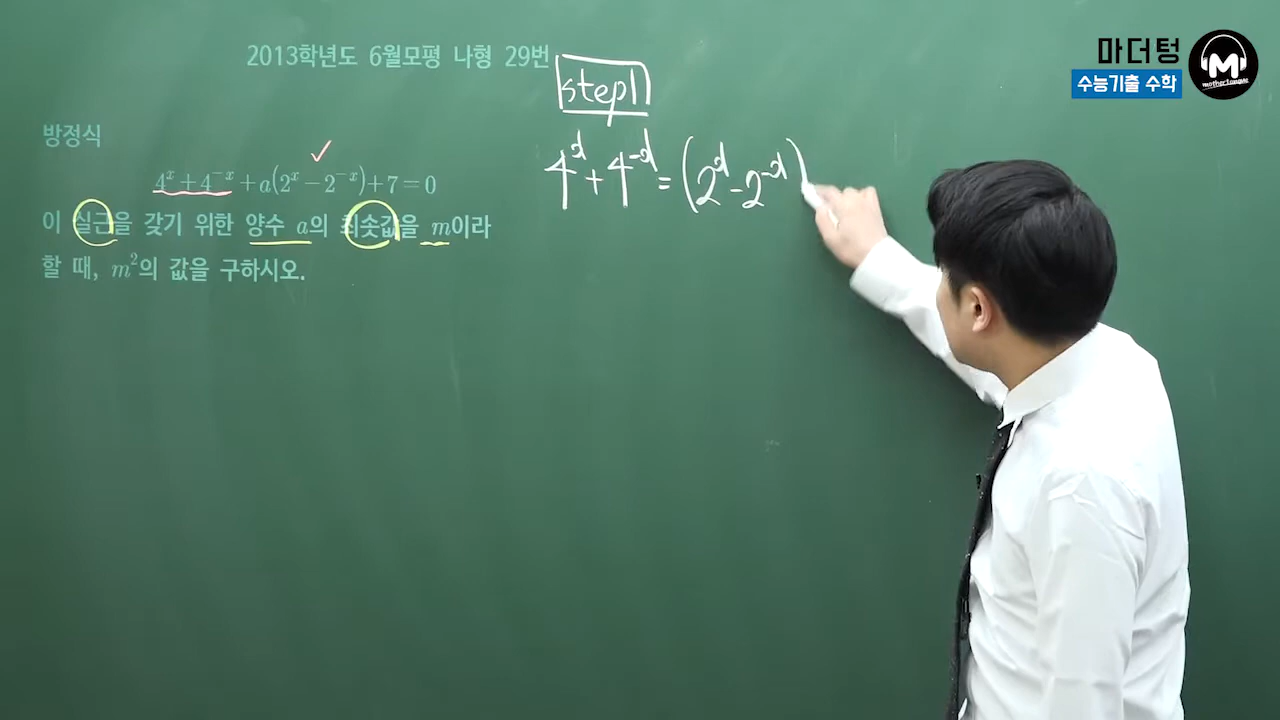 2013학년도 6월모평 나형 29번
방정식
4^x + 4^{-x} + a(2^x - 2^{-x}) + 7 = 0
이 실근을 갖기 위한 양수 a의 최솟값을 m이라
할 때, m^2의 값을 구하시오.
step1
4^x + 4^{-x} = (2^x - 2^{-x})
마더텅
수능기출 수학
M
mothertongue